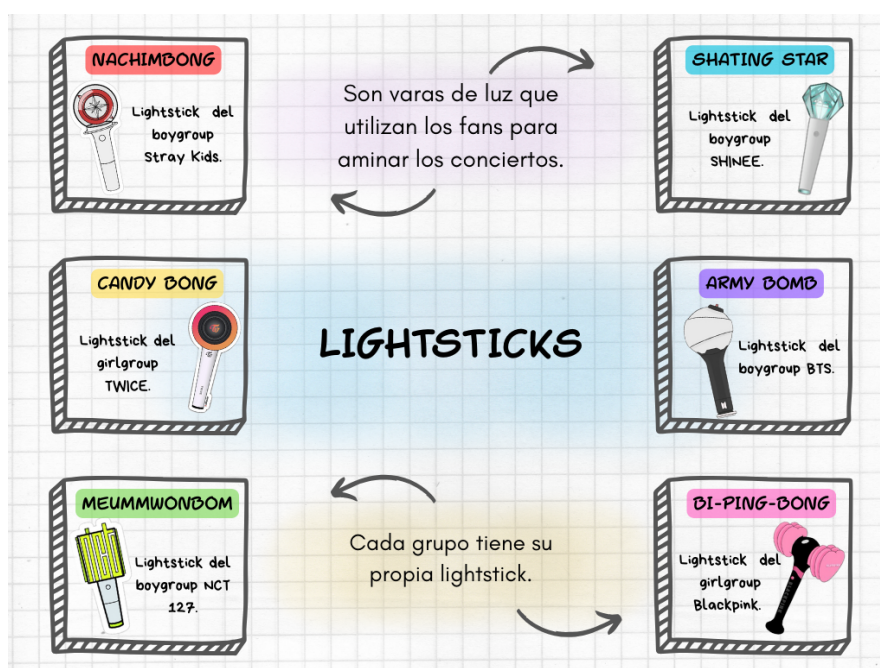 NACHIMBONG
Lightstick del
boygroup
Stray Kids.
Son varas de luz que
utilizan los fans para
aminar los conciertos.
SHATING STAR
Lightstick del
boygroup
SHINEE.
CANDY BONG
Lightstick del
girlgroup
TWICE.
LIGHTSTICKS
ARMY BOMB
Lightstick del
boygroup BTS.
MEUMMWONBOM
Lightstick del
boygroup NCT
127.
Cada grupo tiene su
propia lightstick.
BI-PING-BONG
Lightstick del
girlgroup
Blackpink.